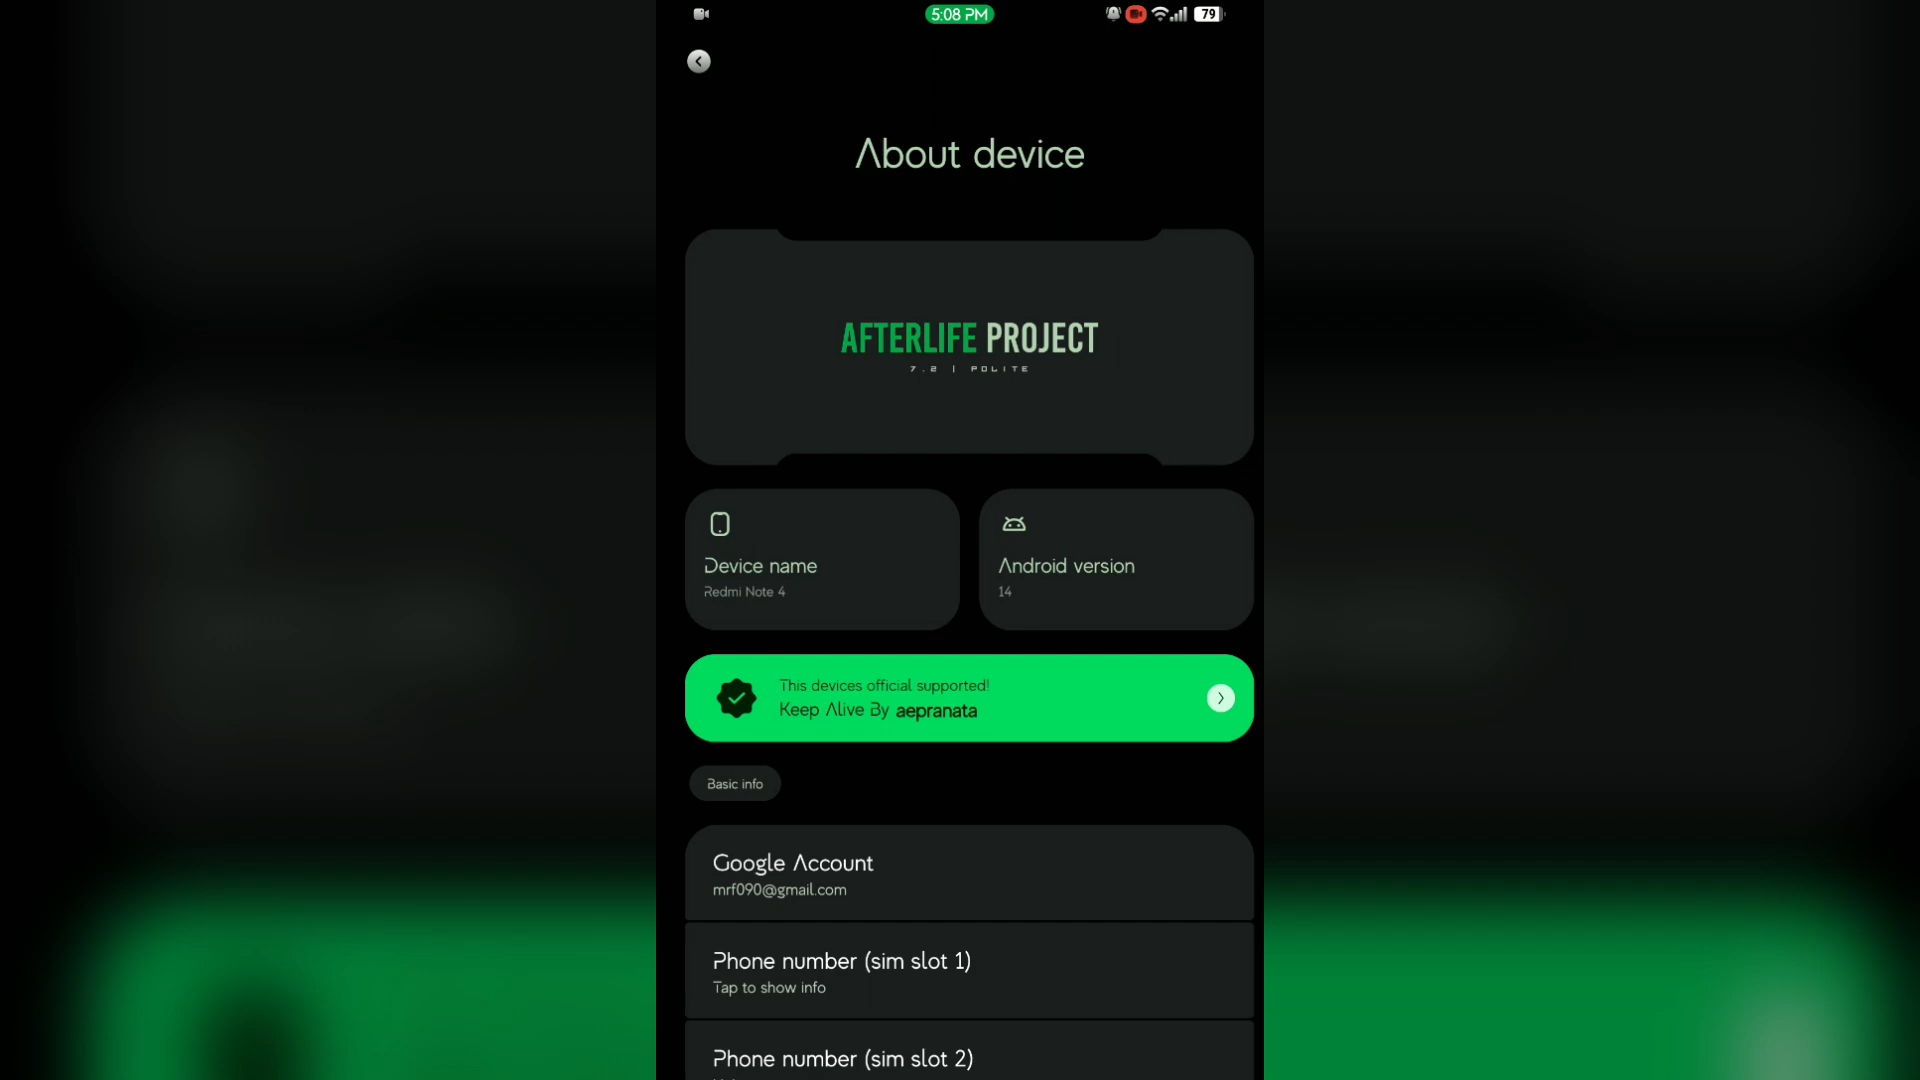 5:08 PM
79
About device
AFTERLIFE PROJECT
7.2 | POLITE
Device name
Redmi Note 4
Android version
14
This devices official supported!
Keep Alive By aepranata
Basic info
Google Account
mrf090@gmail.com
Phone number (sim slot 1)
Tap to show info
Phone number (sim slot 2)